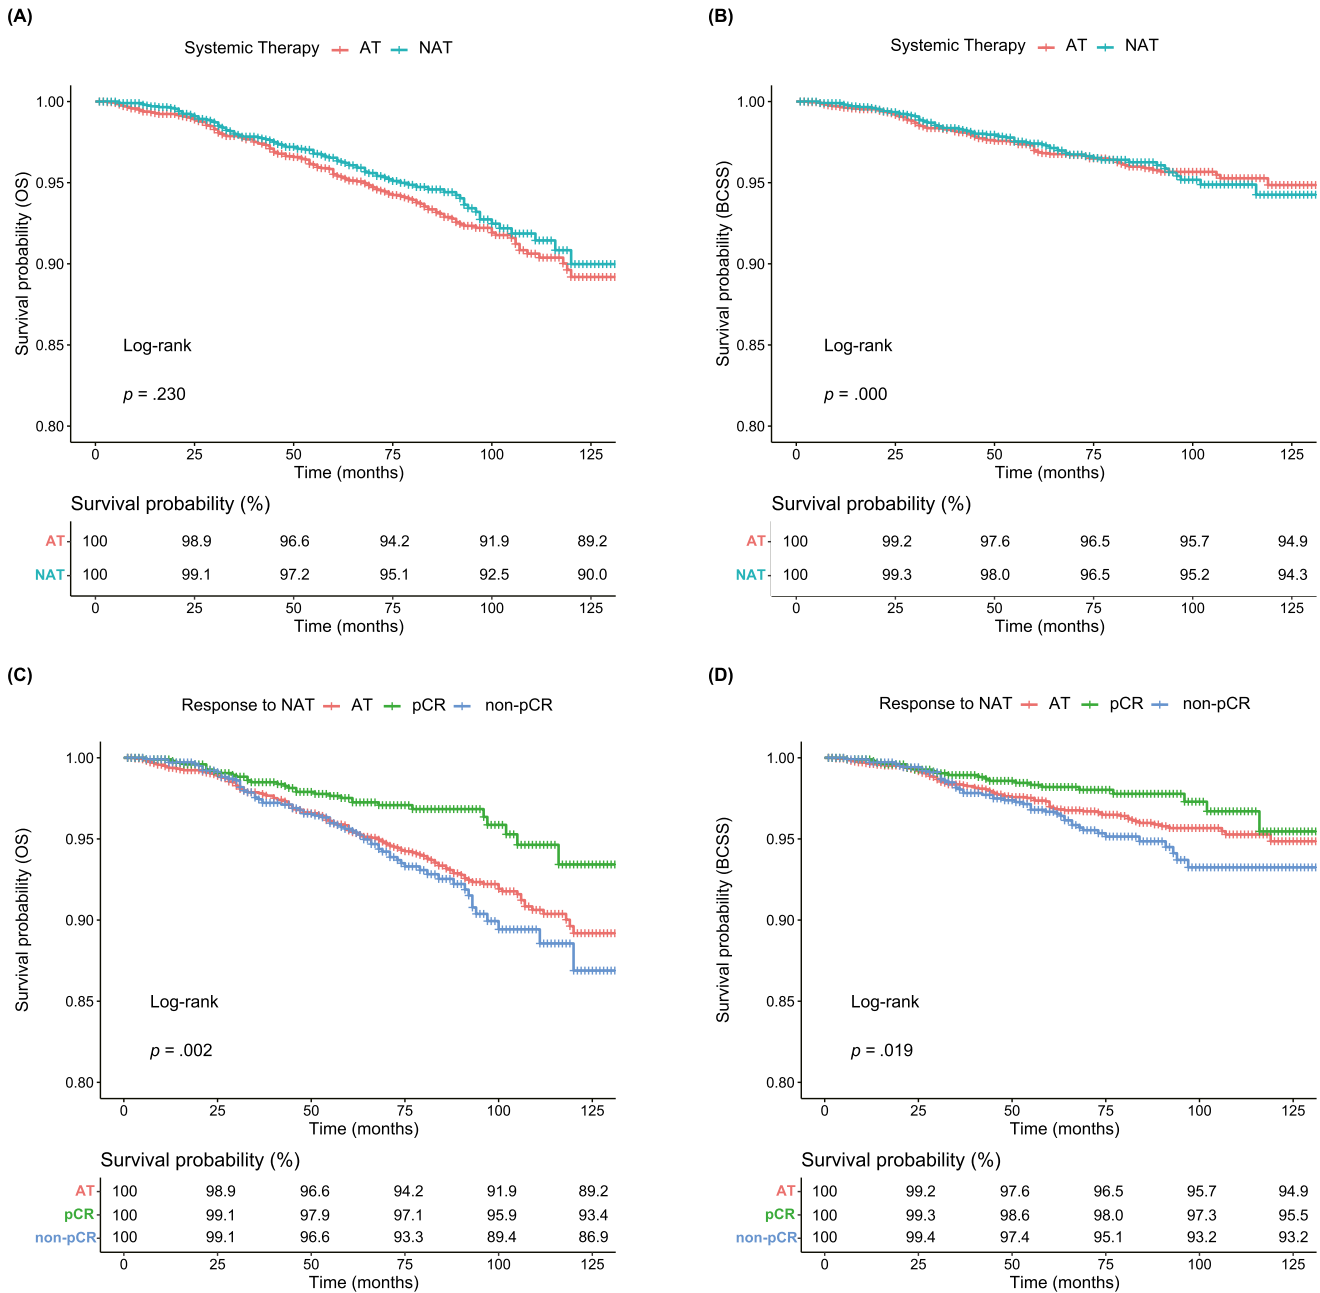 (A)
Systemic Therapy AT NAT
Survival probability (OS)
1.00
0.95
0.90
0.85
0.80
Log-rank
p = .230
0 25 50 75 100 125
Time (months)
Survival probability (%)
AT 100 98.9 96.6 94.2 91.9 89.2
NAT 100 99.1 97.2 95.1 92.5 90.0
0 25 50 75 100 125
Time (months)
(B)
Systemic Therapy AT NAT
Survival probability (BCSS)
1.00
0.95
0.90
0.85
0.80
Log-rank
p = .000
0 25 50 75 100 125
Time (months)
Survival probability (%)
AT 100 99.2 97.6 96.5 95.7 94.9
NAT 100 99.3 98.0 96.5 95.2 94.3
0 25 50 75 100 125
Time (months)
(C)
Response to NAT AT pCR non-pCR
Survival probability (OS)
1.00
0.95
0.90
0.85
0.80
Log-rank
p = .002
0 25 50 75 100 125
Time (months)
Survival probability (%)
AT 100 98.9 96.6 94.2 91.9 89.2
pCR 100 99.1 97.9 97.1 95.9 93.4
non-pCR 100 99.1 96.6 93.3 89.4 86.9
0 25 50 75 100 125
Time (months)
(D)
Response to NAT AT pCR non-pCR
Survival probability (BCSS)
1.00
0.95
0.90
0.85
0.80
Log-rank
p = .019
0 25 50 75 100 125
Time (months)
Survival probability (%)
AT 100 99.2 97.6 96.5 95.7 94.9
pCR 100 99.3 98.6 98.0 97.3 95.5
non-pCR 100 99.4 97.4 95.1 93.2 93.2
0 25 50 75 100 125
Time (months)